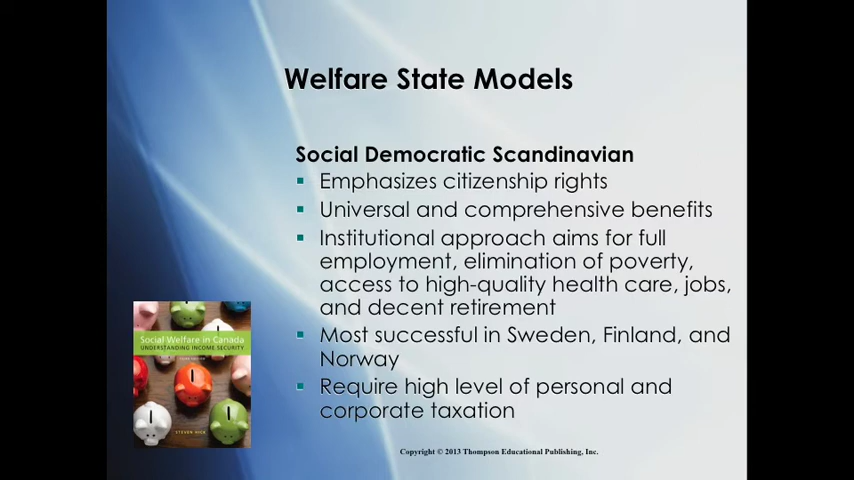 Welfare State Models
Social Democratic Scandinavian
Emphasizes citizenship rights
Universal and comprehensive benefits
Institutional approach aims for full
employment, elimination of poverty,
access to high-quality health care, jobs,
and decent retirement
Most successful in Sweden, Finland, and
Norway
Require high level of personal and
corporate taxation
Social Welfare in Canada
UNDERSTANDING INCOME SECURITY
STEVEN HICK
Copyright © 2013 Thompson Educational Publishing, Inc.